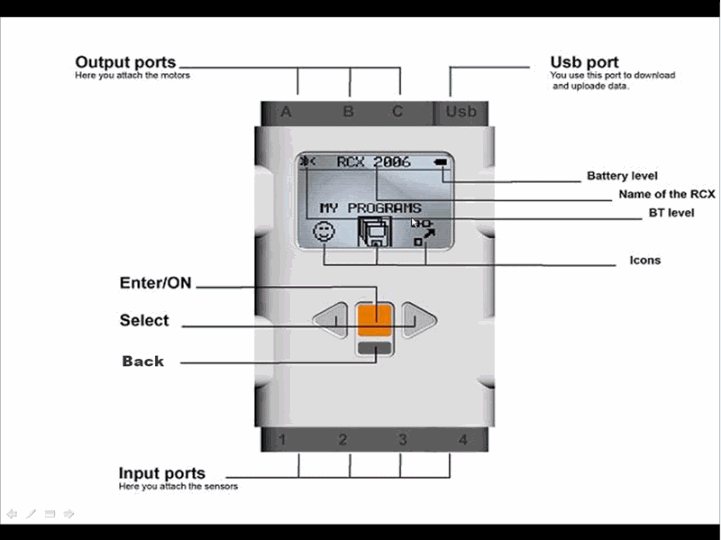 Output ports
Here you attach the motors
Usb port
You use this port to download
and uploade data.
A B C Usb
RCX 2006
Battery level
Name of the RCX
MY PROGRAMS
BT level
Icons
Enter/ON
Select
Back
1 2 3 4
Input ports
Here you attach the sensors